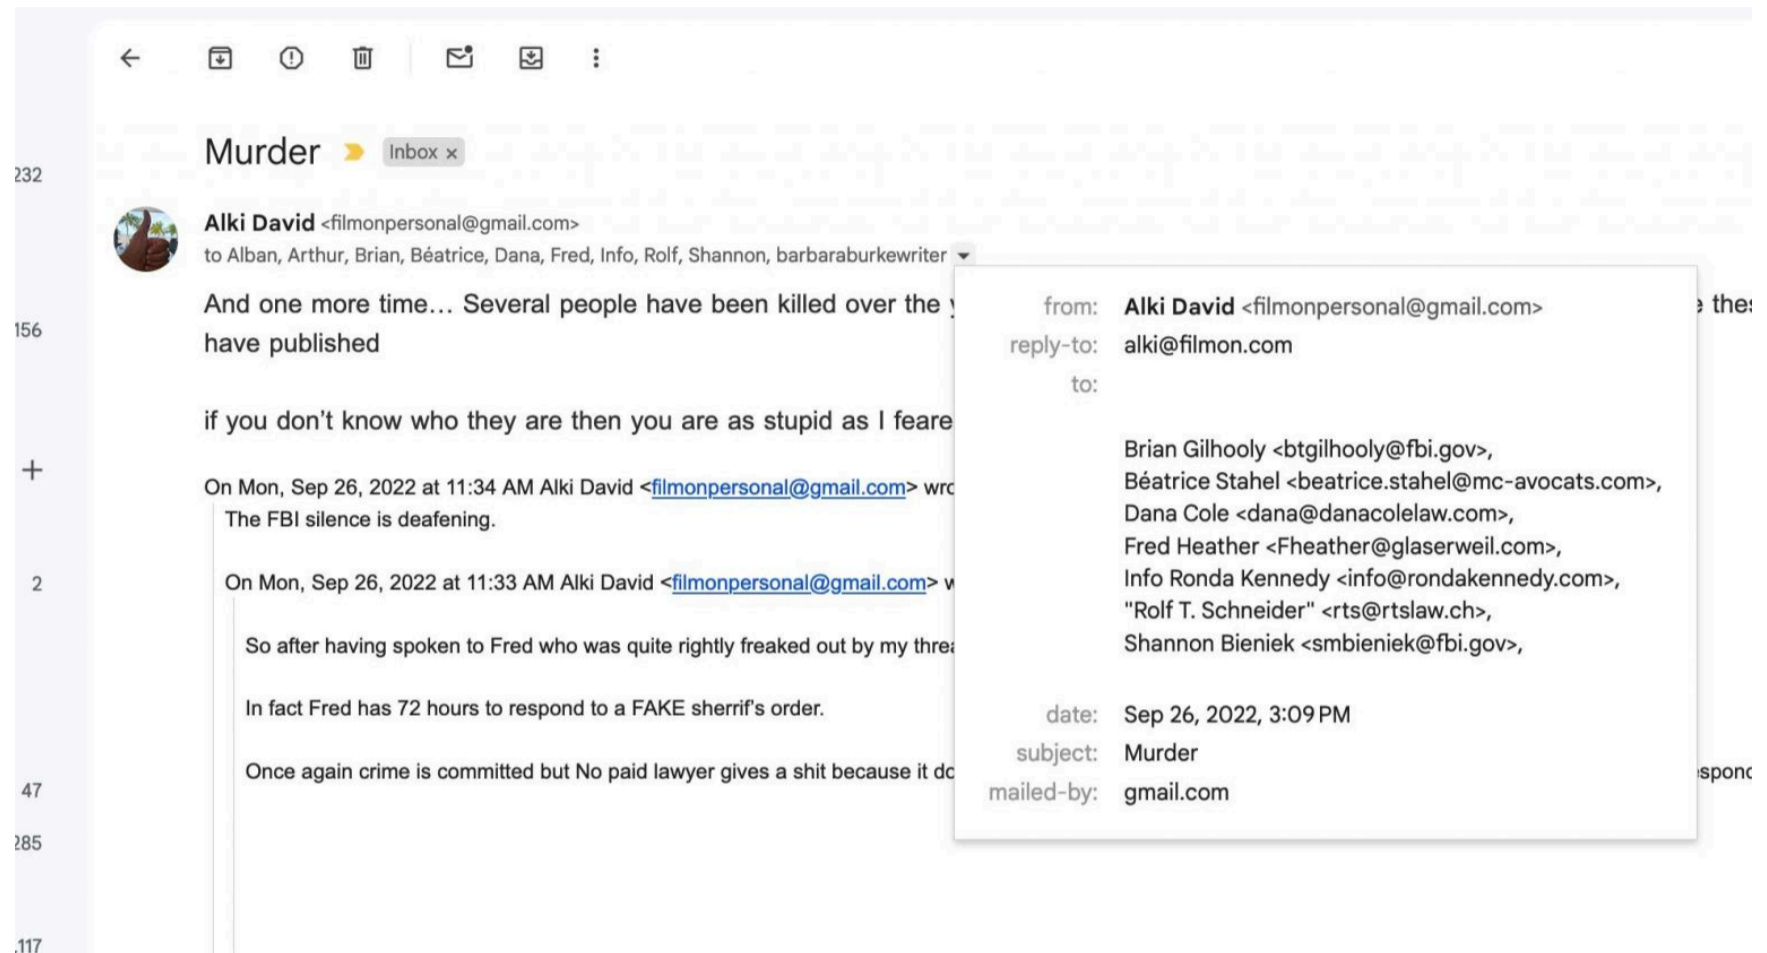 Murder Inbox x
232
Alki David <filmonpersonal@gmail.com>
to Alban, Arthur, Brian, Béatrice, Dana, Fred, Info, Rolf, Shannon, barbaraburkewriter
And one more time... Several people have been killed over the
have published
156
if you don't know who they are then you are as stupid as I feare
On Mon, Sep 26, 2022 at 11:34 AM Alki David <filmonpersonal@gmail.com> wro
The FBI silence is deafening.
2
On Mon, Sep 26, 2022 at 11:33 AM Alki David <filmonpersonal@gmail.com> w
So after having spoken to Fred who was quite rightly freaked out by my threa
In fact Fred has 72 hours to respond to a FAKE sherrif's order.
Once again crime is committed but No paid lawyer gives a shit because it do
47
285
117
from: Alki David <filmonpersonal@gmail.com>
reply-to: alki@filmon.com
to:
Brian Gilhooly <btgilhooly@fbi.gov>,
Béatrice Stahel <beatrice.stahel@mc-avocats.com>,
Dana Cole <dana@danacolelaw.com>,
Fred Heather <Fheather@glaserweil.com>,
Info Ronda Kennedy <info@rondakennedy.com>,
"Rolf T. Schneider" <rts@rtslaw.ch>,
Shannon Bieniek <smbieniek@fbi.gov>,
date: Sep 26, 2022, 3:09 PM
subject: Murder
mailed-by: gmail.com